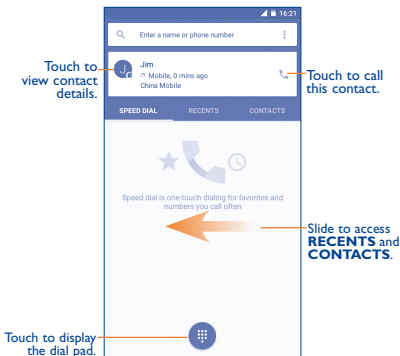 16:21
Enter a name or phone number
Touch to
view contact
details.
J
Jim
Mobile, 0 mins ago
China Mobile
Touch to call
this contact.
SPEED DIAL RECENTS CONTACTS
Speed dial is one-touch dialing for favorites and
numbers you call often
Slide to access
RECENTS and
CONTACTS.
Touch to display
the dial pad.